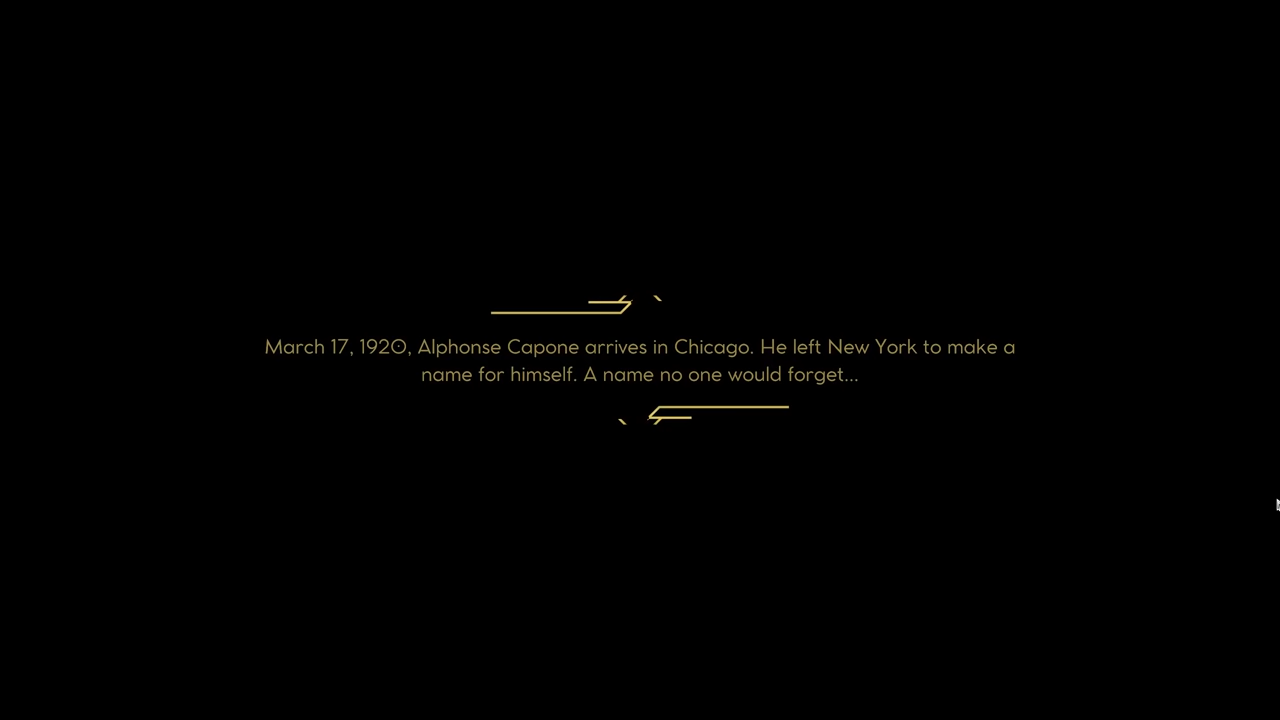 March 17, 1920, Alphonse Capone arrives in Chicago. He left New York to make a
name for himself. A name no one would forget...